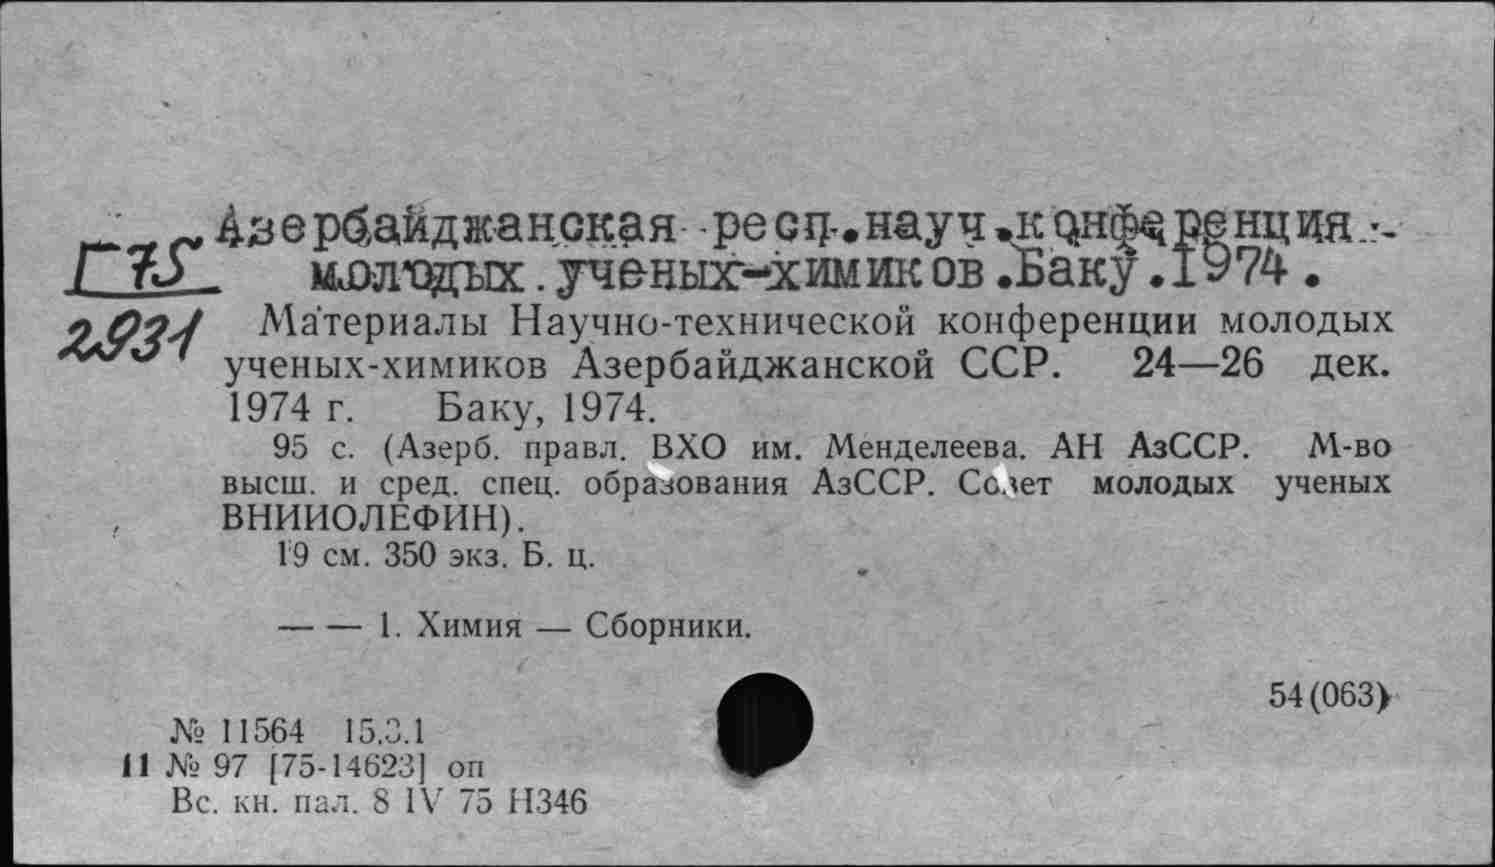 Азербайджанская респ.науч.конференция
Г 75
молодых.ученых-химиков.Баку.1974.
2931
Материалы Научно-технической конференции молодых
ученых-химиков Азербайджанской ССР. 24—26 дек.
1974 г. Баку, 1974.
95 с. (Азерб. правл. ВХО им. Менделеева. АН АзССР. М-во
высш. и сред. спец. образования АзССР. Совет молодых ученых
ВНИИОЛЕФИН).
19 см. 350 экз. Б. ц.
— — 1. Химия — Сборники.
54(063)
№ 11564 15.3.1
11 № 97 [75-14623] оп
Вс. кн. пал. 8 IV 75 Н346